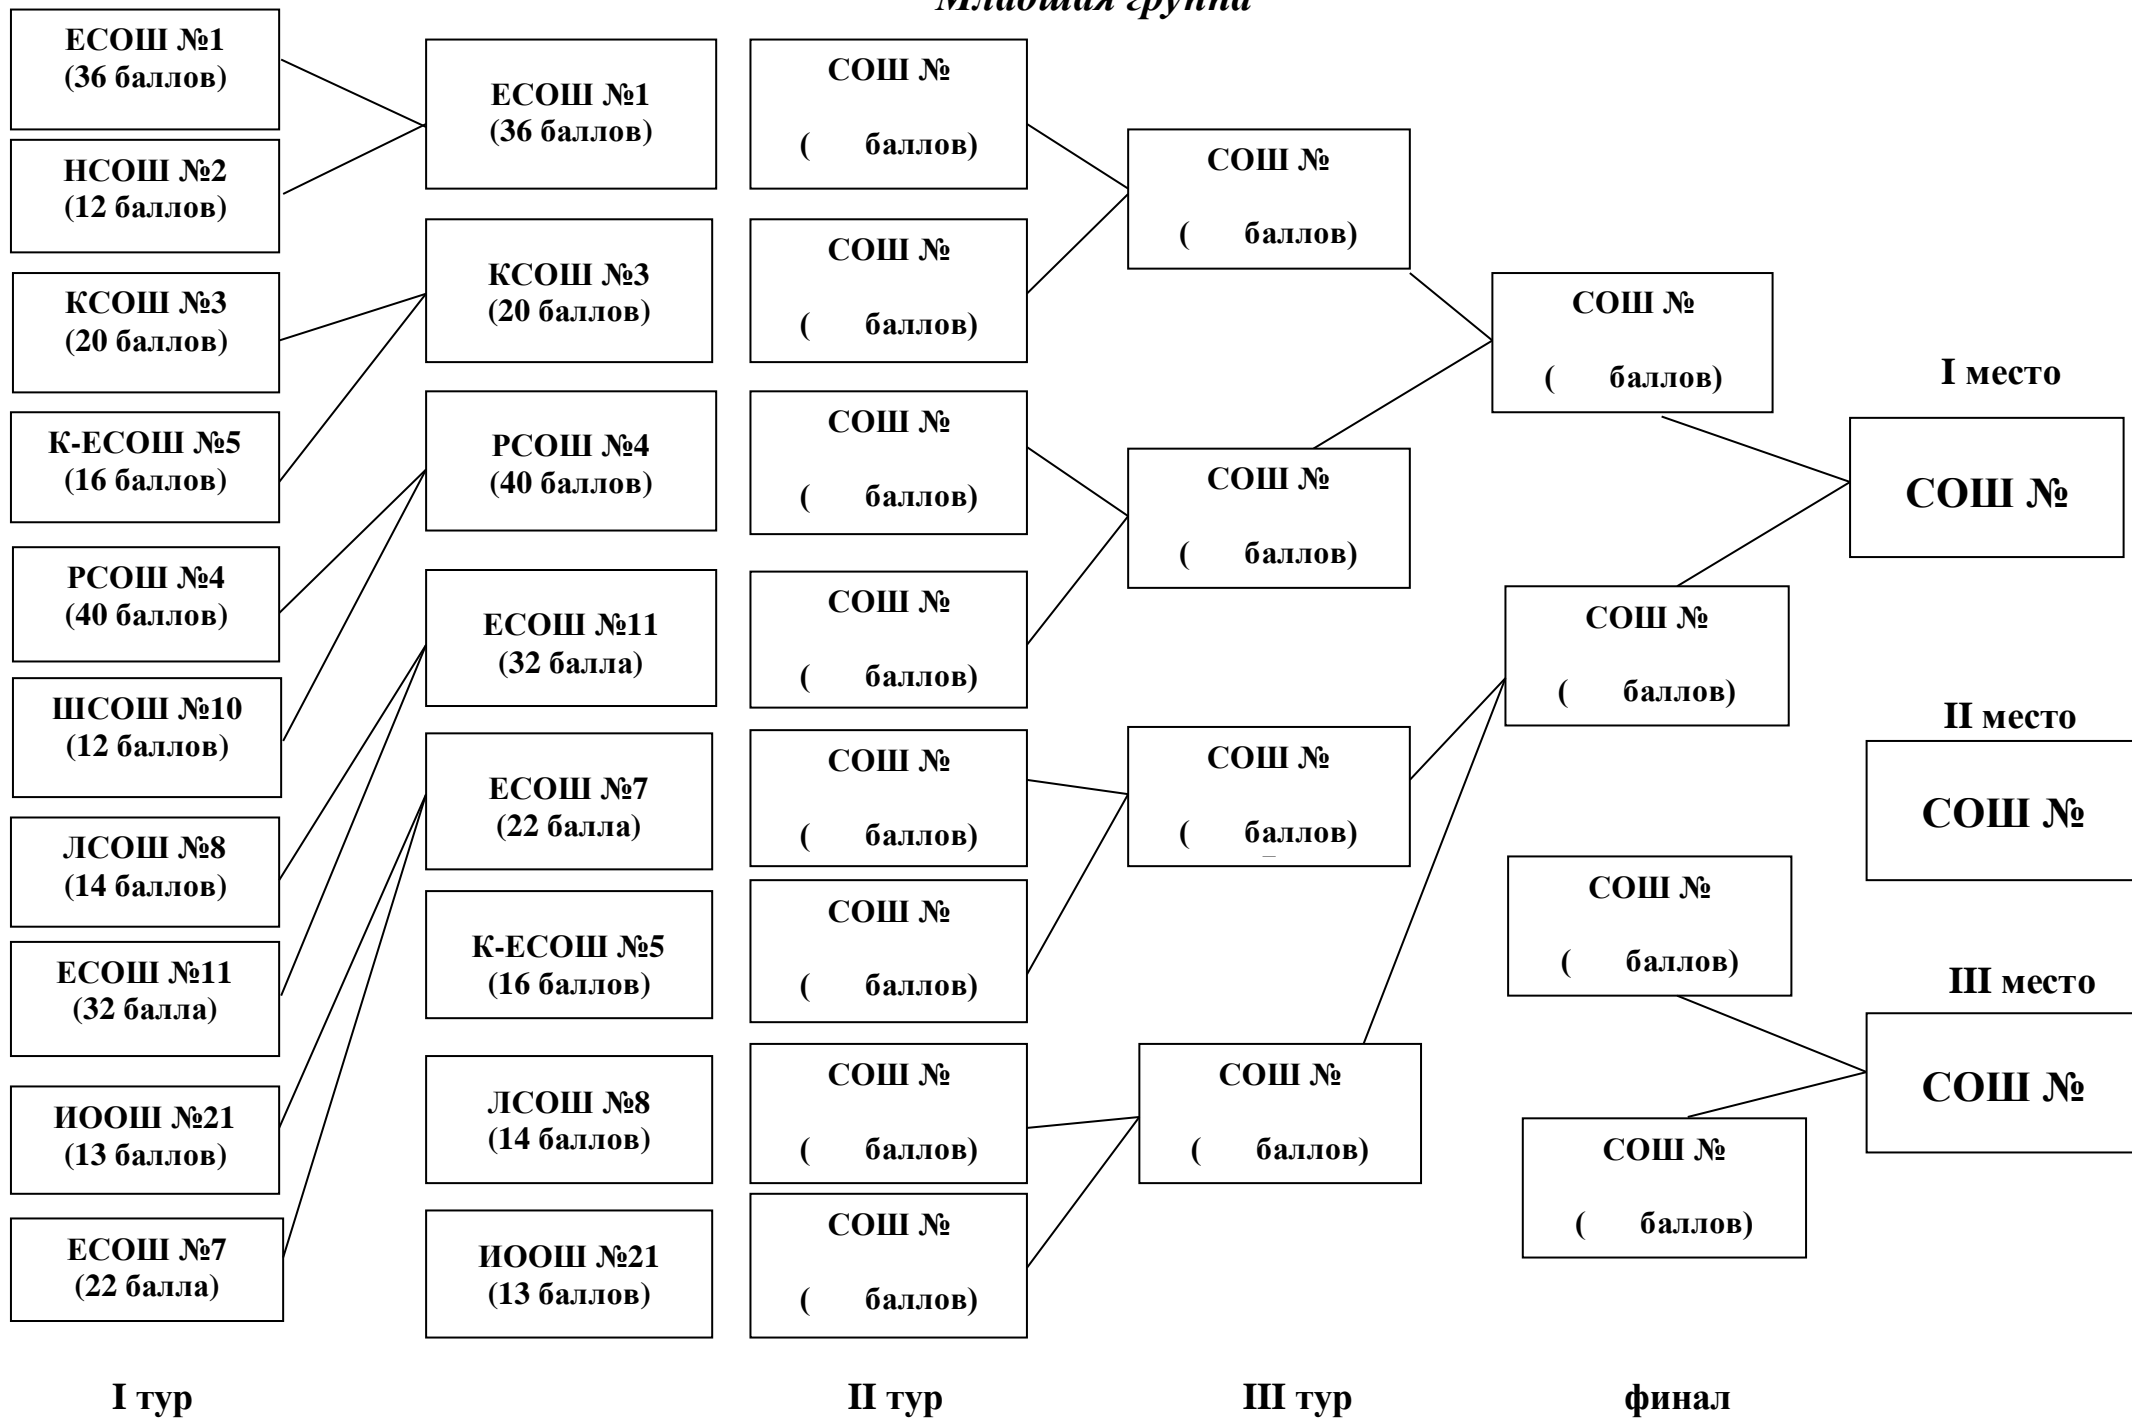 Младшая группа
ЕСОШ №1
(36 баллов)
НСОШ №2
(12 баллов)
КСОШ №3
(20 баллов)
К-ЕСОШ №5
(16 баллов)
РСОШ №4
(40 баллов)
ШСОШ №10
(12 баллов)
ЛСОШ №8
(14 баллов)
ЕСОШ №11
(32 балла)
ИООШ №21
(13 баллов)
ЕСОШ №7
(22 балла)
I тур
ЕСОШ №1
(36 баллов)
КСОШ №3
(20 баллов)
РСОШ №4
(40 баллов)
ЕСОШ №11
(32 балла)
ЕСОШ №7
(22 балла)
К-ЕСОШ №5
(16 баллов)
ЛСОШ №8
(14 баллов)
ИООШ №21
(13 баллов)
СОШ №
( баллов)
СОШ №
( баллов)
СОШ №
( баллов)
СОШ №
( баллов)
СОШ №
( баллов)
СОШ №
( баллов)
СОШ №
( баллов)
СОШ №
( баллов)
II тур
СОШ №
( баллов)
СОШ №
( баллов)
СОШ №
( баллов)
СОШ №
( баллов)
III тур
СОШ №
( баллов)
СОШ №
( баллов)
СОШ №
( баллов)
СОШ №
( баллов)
финал
I место
СОШ №
II место
СОШ №
III место
СОШ №